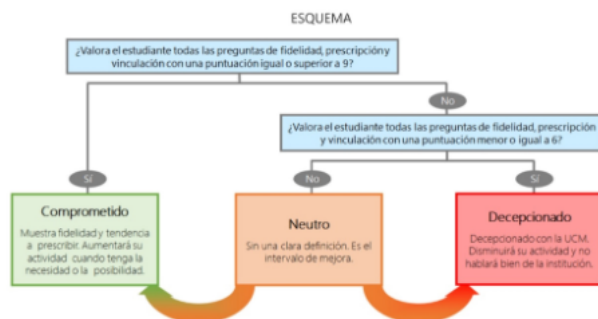 ESQUEMA
¿Valora el estudiante todas las preguntas de fidelidad, prescripción y
vinculación con una puntuación igual o superior a 9?
No
¿Valora el estudiante todas las preguntas de fidelidad, prescripción
y vinculación con una puntuación menor o igual a 6?
Sí
No
Sí
Comprometido
Muestra fidelidad y tendencia
a prescribir. Aumentará su
actividad cuando tenga la
necesidad o la posibilidad.
Neutro
Sin una clara definición. Es el
intervalo de mejora.
Decepcionado
Decepcionado con la UCM.
Disminuirá su actividad y no
hablará bien de la institución.